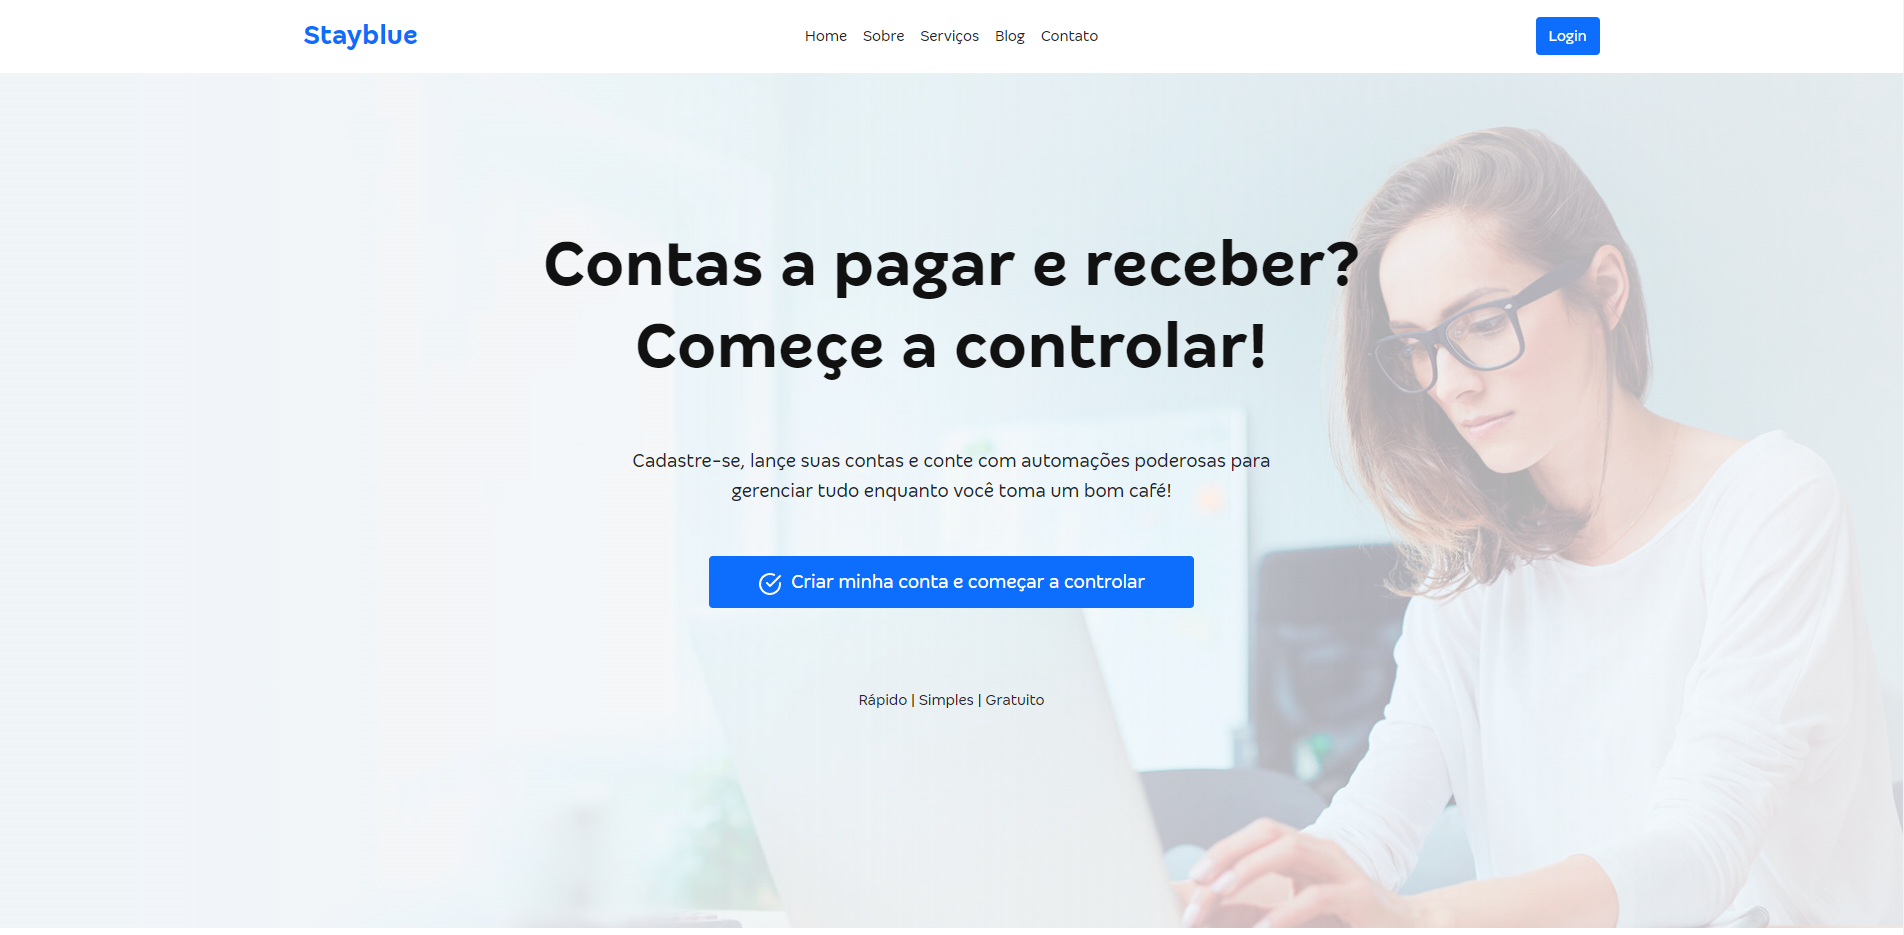 Stayblue
Home Sobre Serviços Blog Contato
Login
Contas a pagar e receber?
Começe a controlar!
Cadastre-se, lançe suas contas e conte com automações poderosas para
gerenciar tudo enquanto você toma um bom café!
Criar minha conta e começar a controlar
Rápido | Simples | Gratuito